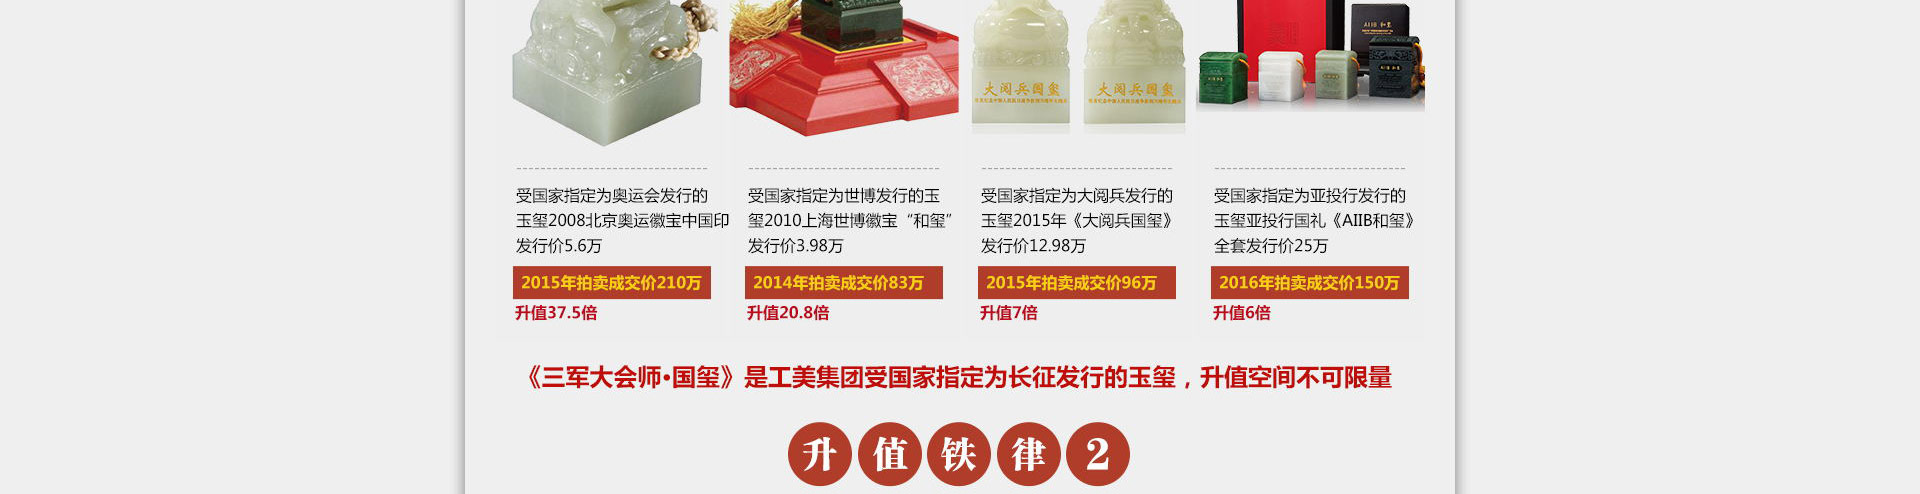 AIIB 和玺
大阅兵国玺
大阅兵国玺
受国家指定为奥运会发行的
玉玺2008北京奥运徽宝中国印
发行价5.6万
2015年拍卖成交价210万
升值37.5倍
受国家指定为世博发行的玉
玺2010上海世博徽宝“和玺”
发行价3.98万
2014年拍卖成交价83万
升值20.8倍
受国家指定为大阅兵发行的
玉玺2015年《大阅兵国玺》
发行价12.98万
2015年拍卖成交价96万
升值7倍
受国家指定为亚投行发行的
玉玺亚投行国礼《AIIB和玺》
全套发行价25万
2016年拍卖成交价150万
升值6倍
《三军大会师·国玺》是工美集团受国家指定为长征发行的玉玺，升值空间不可限量
升值铁律2